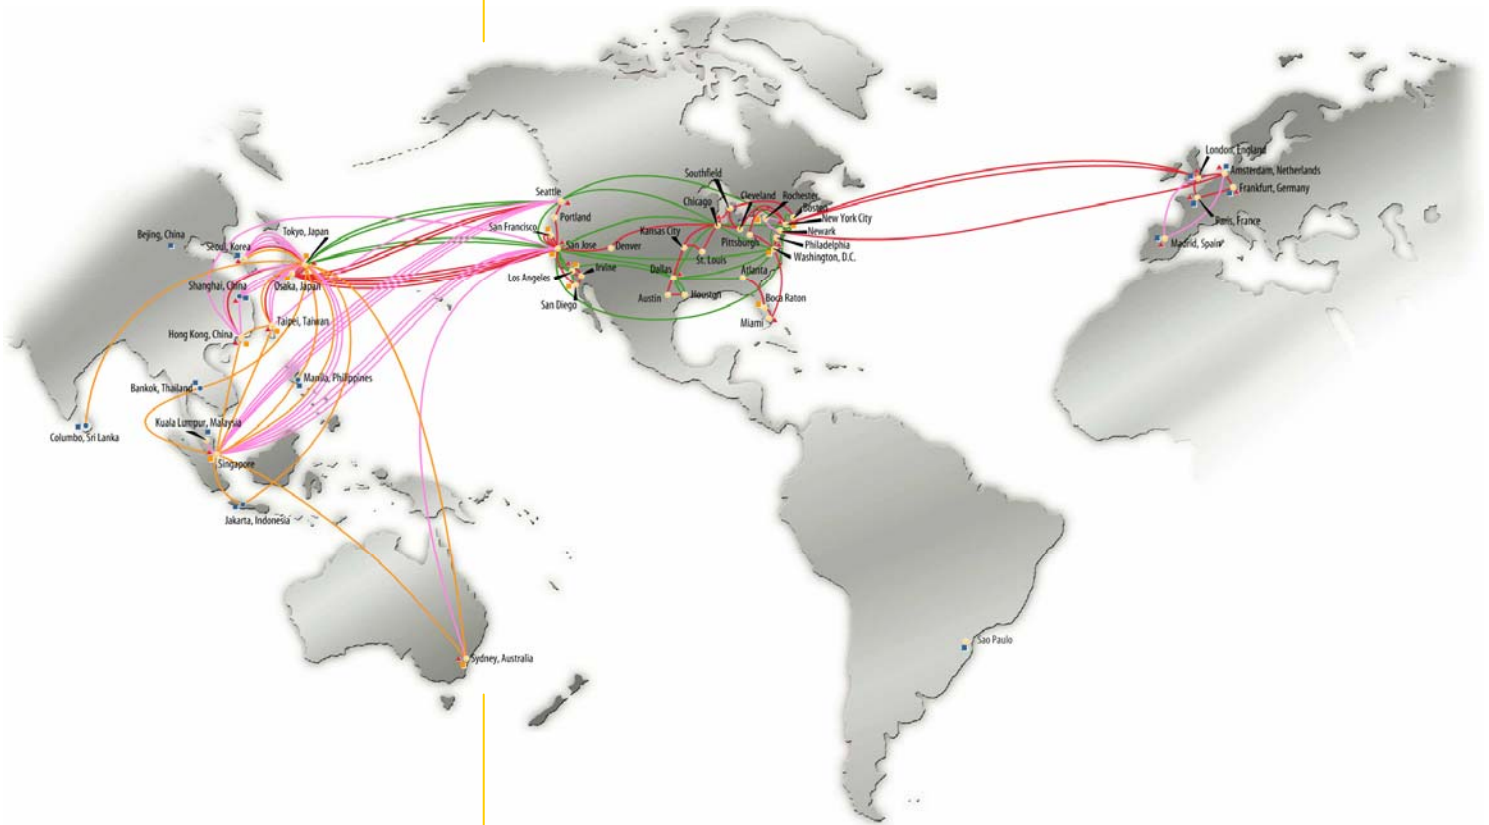 Bejing, China
Seoul, Korea
Tokyo, Japan
Shanghai, China
Osaka, Japan
Hong Kong, China
Taipei, Taiwan
Bankok, Thailand
Manila, Philippines
Columbo, Sri Lanka
Kuala Lumpur, Malaysia
Singapore
Jakarta, Indonesia
Sydney, Australia
Seattle
Portland
San Francisco
San Jose
Los Angeles
Irvine
San Diego
Denver
Kansas City
St. Louis
Dallas
Austin
Houston
Southfield
Chicago
Cleveland
Rochester
Boston
New York City
Newark
Pittsburgh
Philadelphia
Washington, D.C.
Atlanta
Boca Raton
Miami
London, England
Amsterdam, Netherlands
Frankfurt, Germany
Paris, France
Madrid, Spain
Sao Paulo